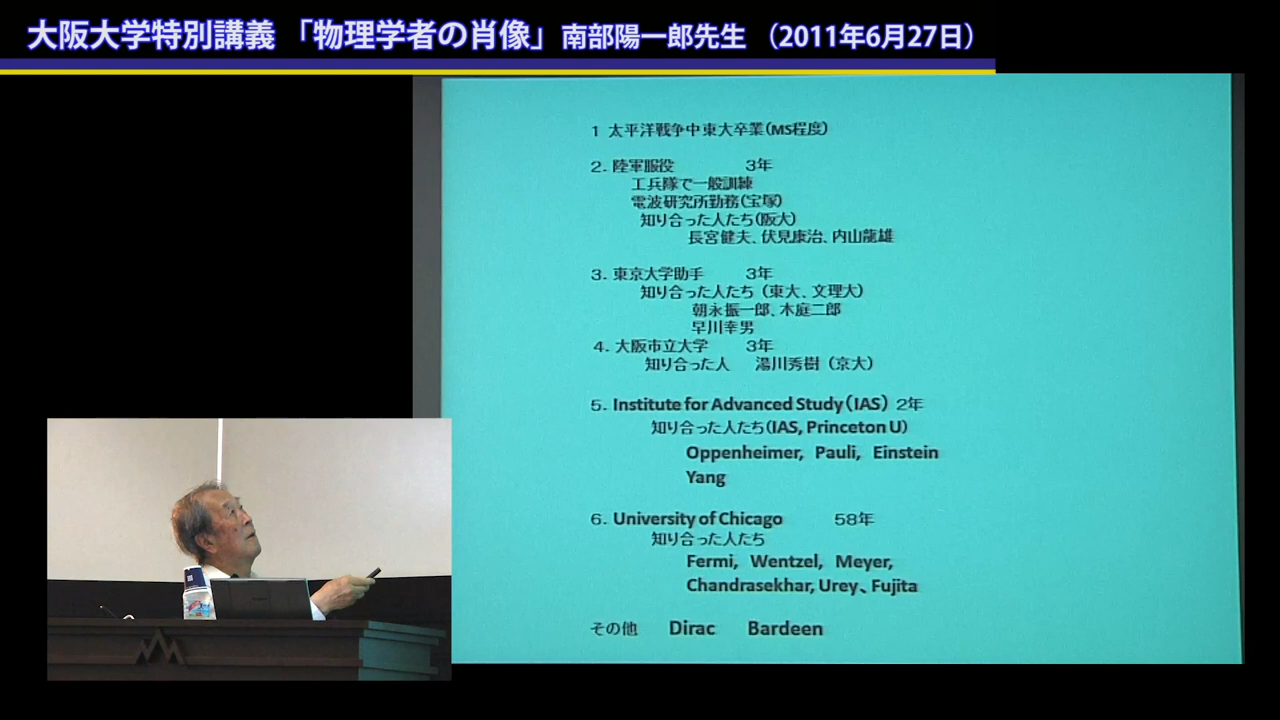 大阪大学特別講義 「物理学者の肖像」 南部陽一郎先生 （2011年6月27日）
1 太平洋戦争中東大卒業(MS程度)
2. 陸軍服役 3年
工兵隊で一般訓練
電波研究所勤務(宝塚)
知り合った人たち(阪大)
長宮健夫、伏見康治、内山龍雄
3. 東京大学助手 3年
知り合った人たち (東大、文理大)
朝永振一郎、木庭二郎
早川幸男
4. 大阪市立大学 3年
知り合った人 湯川秀樹 (京大)
5. Institute for Advanced Study(IAS) 2年
知り合った人たち(IAS, Princeton U)
Oppenheimer, Pauli, Einstein
Yang
6. University of Chicago 58年
知り合った人たち
Fermi, Wentzel, Meyer,
Chandrasekhar, Urey、Fujita
その他 Dirac Bardeen